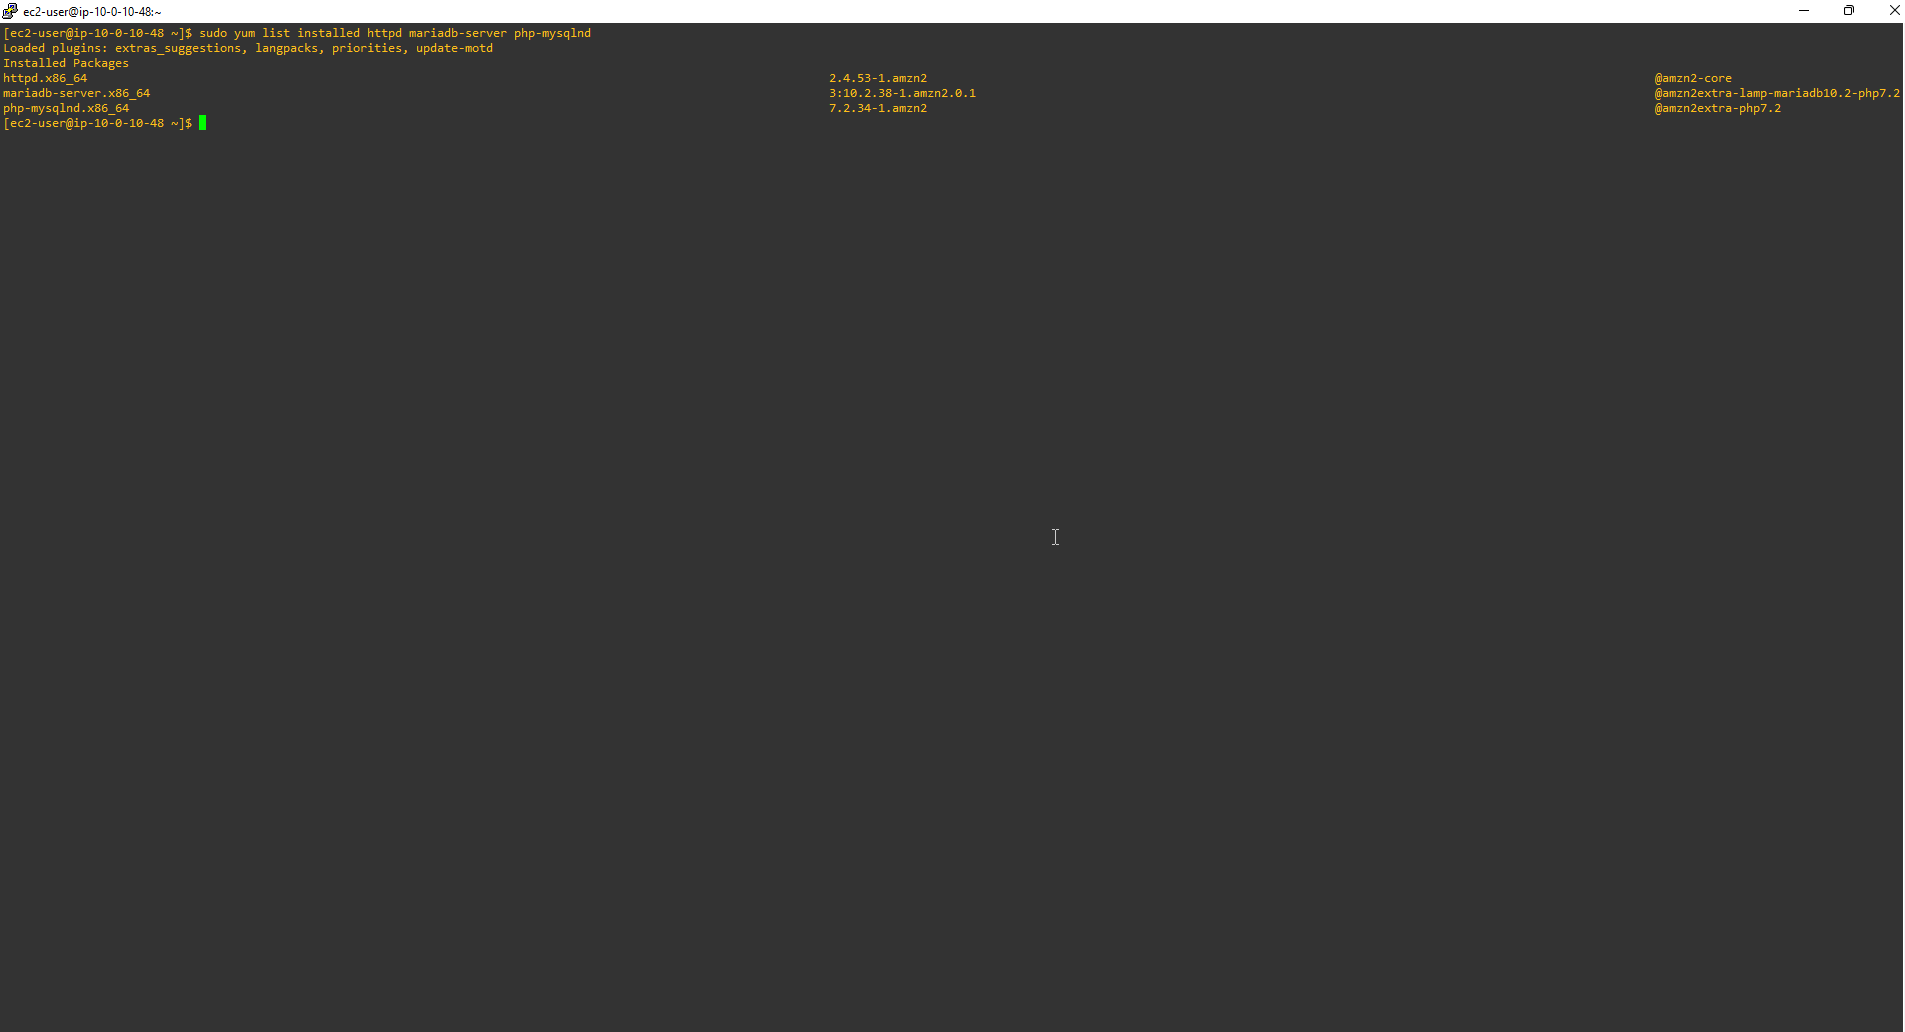 ec2-user@ip-10-0-10-48:~
[ec2-user@ip-10-0-10-48 ~]$ sudo yum list installed httpd mariadb-server php-mysqlnd
Loaded plugins: extras_suggestions, langpacks, priorities, update-motd
Installed Packages
httpd.x86_64 2.4.53-1.amzn2 @amzn2-core
mariadb-server.x86_64 3:10.2.38-1.amzn2.0.1 @amzn2extra-lamp-mariadb10.2-php7.2
php-mysqlnd.x86_64 7.2.34-1.amzn2 @amzn2extra-php7.2
[ec2-user@ip-10-0-10-48 ~]$